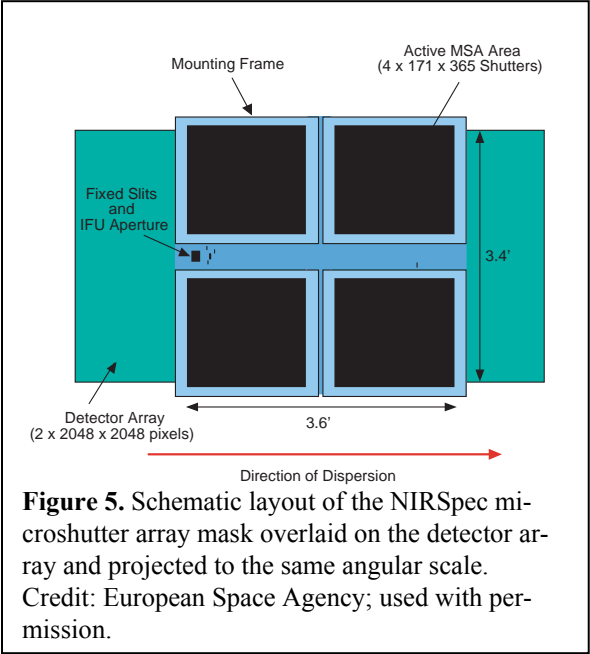 Mounting Frame
Active MSA Area
(4 x 171 x 365 Shutters)
Fixed Slits
and
IFU Aperture
3.4’
Detector Array
(2 x 2048 x 2048 pixels)
3.6’
Direction of Dispersion
Figure 5. Schematic layout of the NIRSpec mi-
croshutter array mask overlaid on the detector ar-
ray and projected to the same angular scale.
Credit: European Space Agency; used with per-
mission.